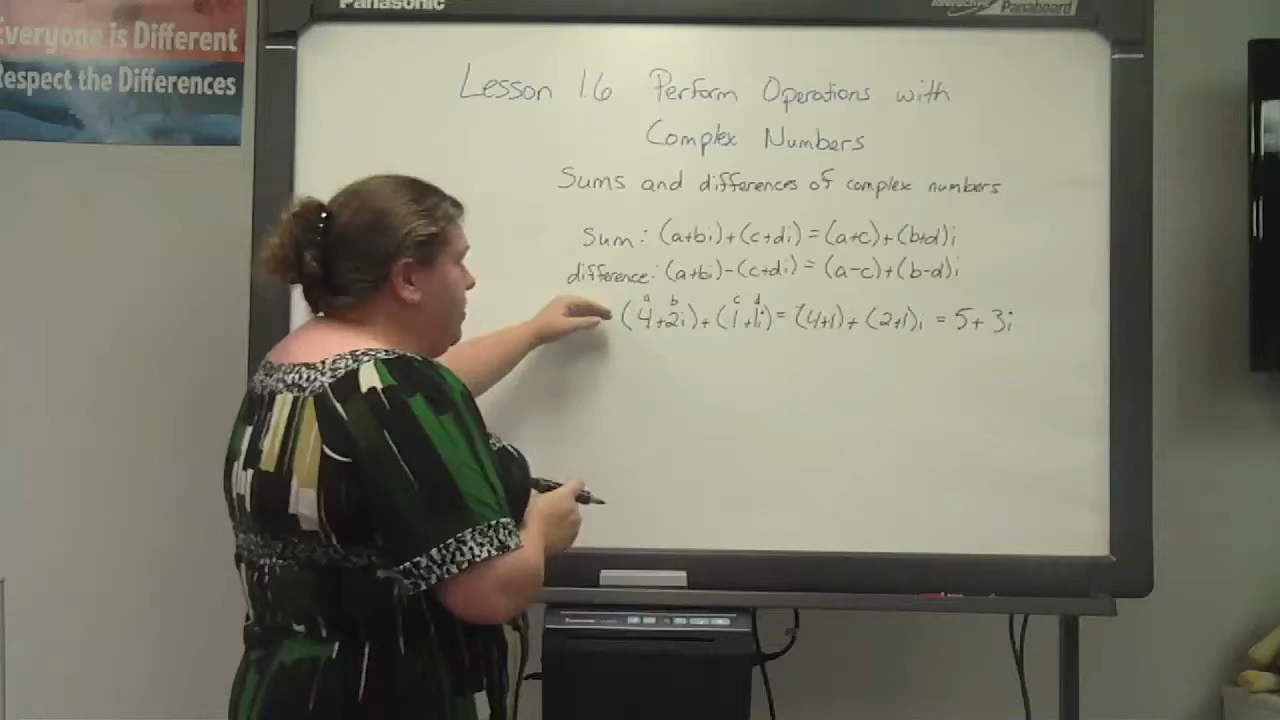 Panasonic
Panaboard
Everyone is Different
Respect the Differences
Lesson 1.6 Perform Operations with
Complex Numbers
Sums and differences of complex numbers
Sum: (a+bi)+(c+di)=(a+c)+(b+d)i
difference: (a+bi)-(c+di)=(a-c)+(b-d)i
a b c d
(4+2i)+(1+1i)=(4+1)+(2+1)i = 5+3i